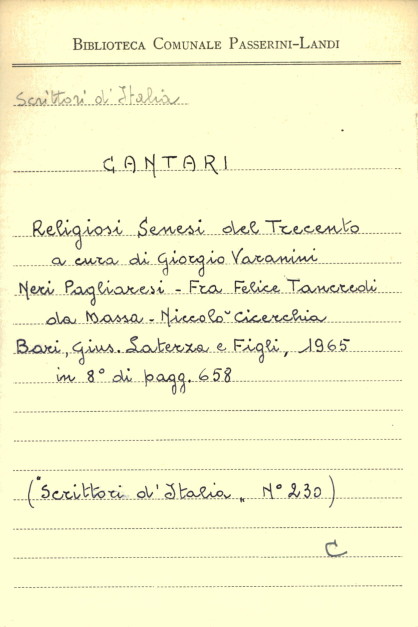 BIBLIOTECA COMUNALE PASSERINI-LANDI
Scrittori d'Italia
CANTARI
Religiosi Senesi del Trecento
a cura di Giorgio Varanini
Neri Pagliaresi - Fra Felice Tancredi
da Massa - Niccolò Cicerchia
Bari, Gius. Laterza e Figli, 1965
in 8° di pagg. 658
("Scrittori d'Italia„ N° 230)
C